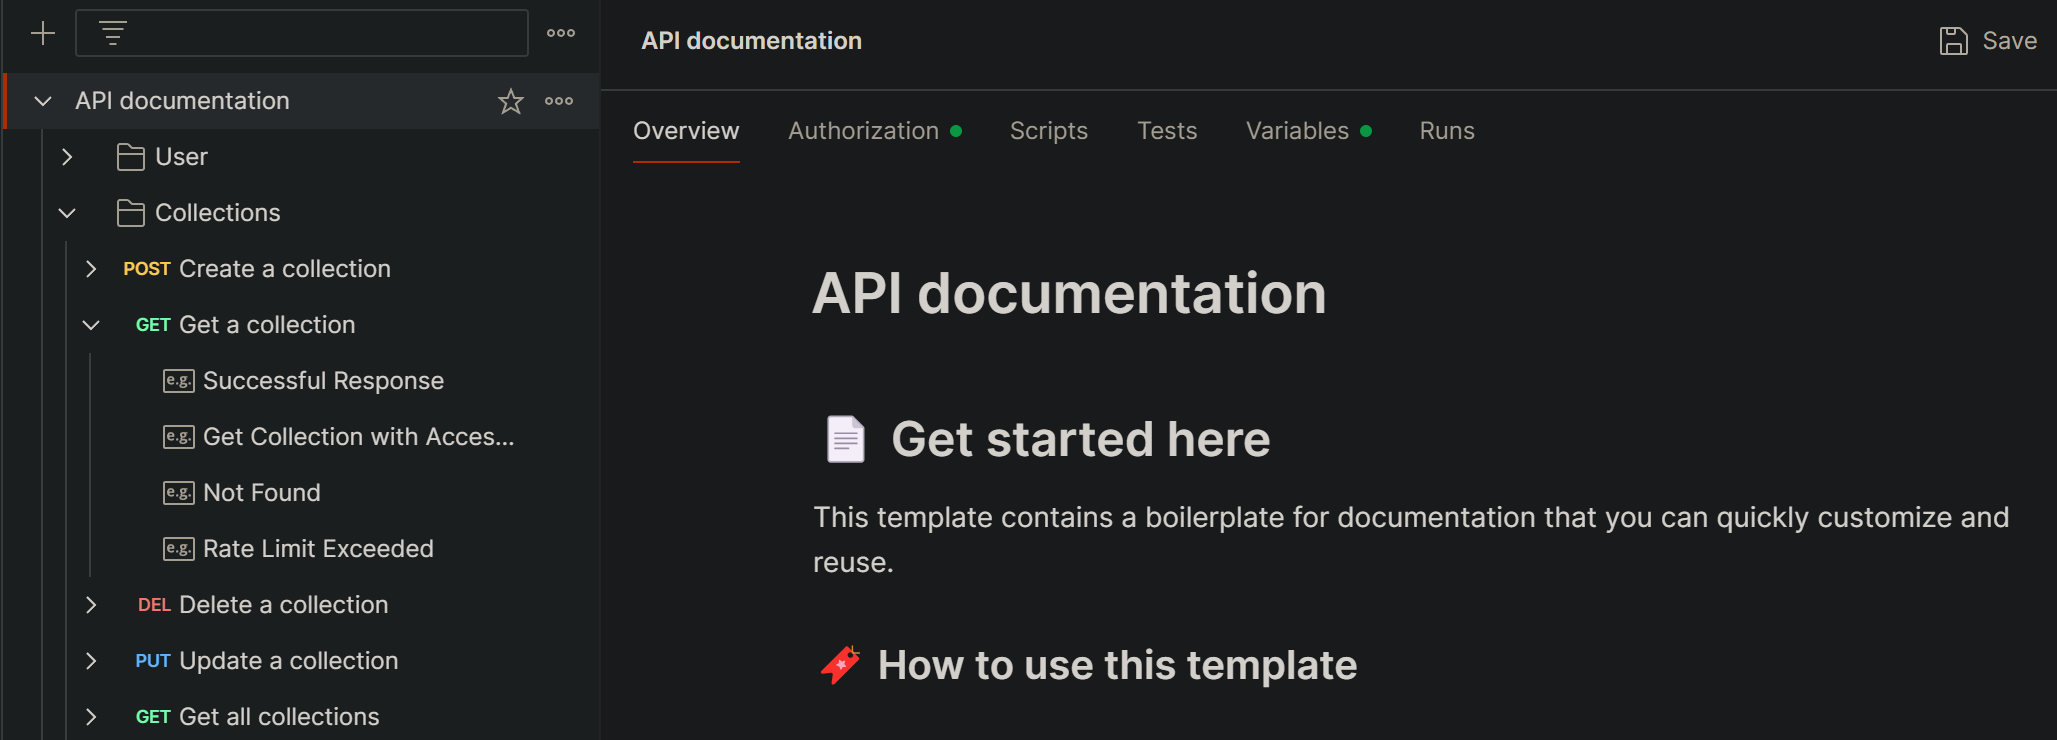 API documentation
User
Collections
POST Create a collection
GET Get a collection
e.g. Successful Response
e.g. Get Collection with Acces...
e.g. Not Found
e.g. Rate Limit Exceeded
DEL Delete a collection
PUT Update a collection
GET Get all collections
API documentation
Save
Overview Authorization Scripts Tests Variables Runs
API documentation
Get started here
This template contains a boilerplate for documentation that you can quickly customize and
reuse.
How to use this template